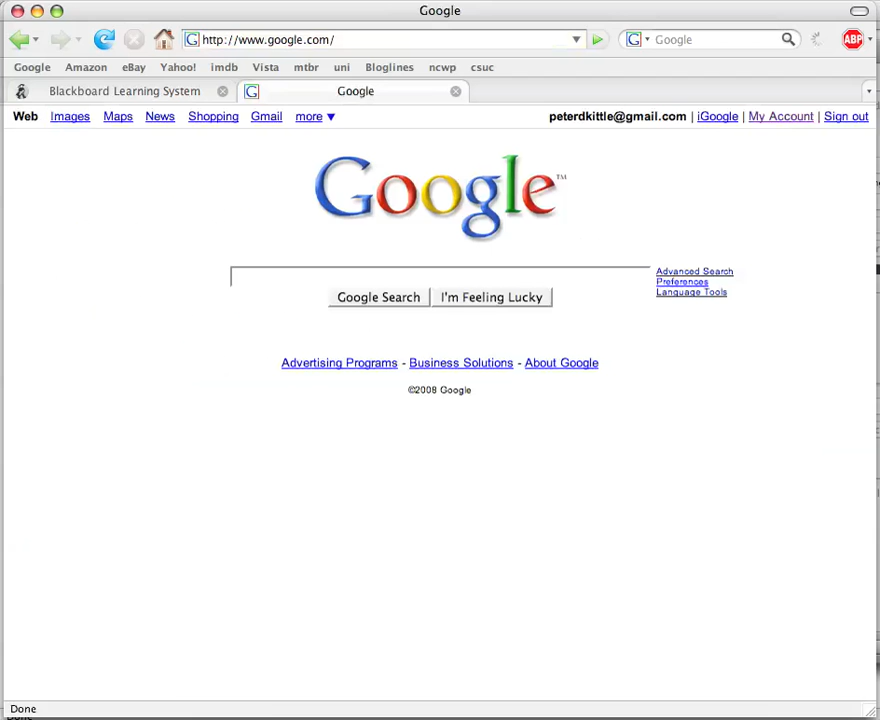 Google
http://www.google.com/ Google ABP
Google Amazon eBay Yahoo! imdb Vista mtbr uni Bloglines ncwp csuc
Blackboard Learning System Google
Web Images Maps News Shopping Gmail more ▼ peterdkittle@gmail.com | iGoogle | My Account | Sign out
Google™
Advanced Search
Preferences
Language Tools
Google Search I'm Feeling Lucky
Advertising Programs - Business Solutions - About Google
©2008 Google
Done